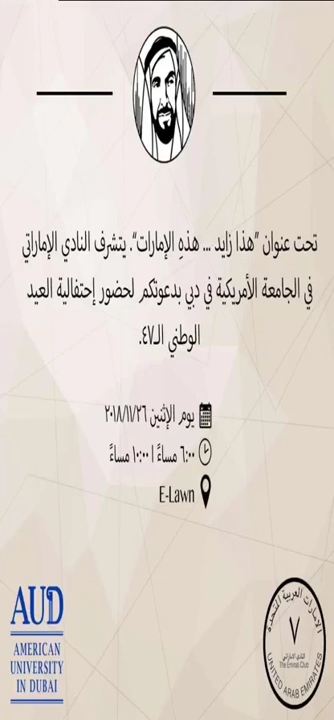 تحت عنوان "هذا زايد ... هذهِ الإمارات". يتشرف النادي الإماراتي
في الجامعة الأمريكية في دبي بدعوتكم لحضور إحتفالية العيد
الوطني الـ٤٧.
يوم الإثنين ٢٠١٨/١١/٢٦
٦:٠٠ مساءً | ١٠:٠٠ مساءً
E-Lawn
AUD
AMERICAN
UNIVERSITY
IN DUBAI
الإمارات العربية المتحدة
٧
النادي الاماراتي
The Emirati Club
UNITED ARAB EMIRATES